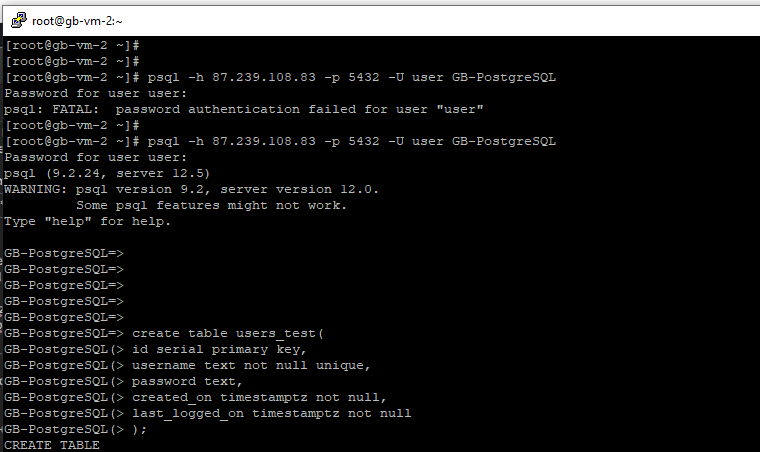 root@gb-vm-2:~
[root@gb-vm-2 ~]#
[root@gb-vm-2 ~]#
[root@gb-vm-2 ~]# psql -h 87.239.108.83 -p 5432 -U user GB-PostgreSQL
Password for user user:
psql: FATAL:  password authentication failed for user "user"
[root@gb-vm-2 ~]#
[root@gb-vm-2 ~]# psql -h 87.239.108.83 -p 5432 -U user GB-PostgreSQL
Password for user user:
psql (9.2.24, server 12.5)
WARNING: psql version 9.2, server version 12.0.
         Some psql features might not work.
Type "help" for help.
GB-PostgreSQL=>
GB-PostgreSQL=>
GB-PostgreSQL=>
GB-PostgreSQL=>
GB-PostgreSQL=>
GB-PostgreSQL=> create table users_test(
GB-PostgreSQL(> id serial primary key,
GB-PostgreSQL(> username text not null unique,
GB-PostgreSQL(> password text,
GB-PostgreSQL(> created_on timestamptz not null,
GB-PostgreSQL(> last_logged_on timestamptz not null
GB-PostgreSQL(> );
CREATE TABLE